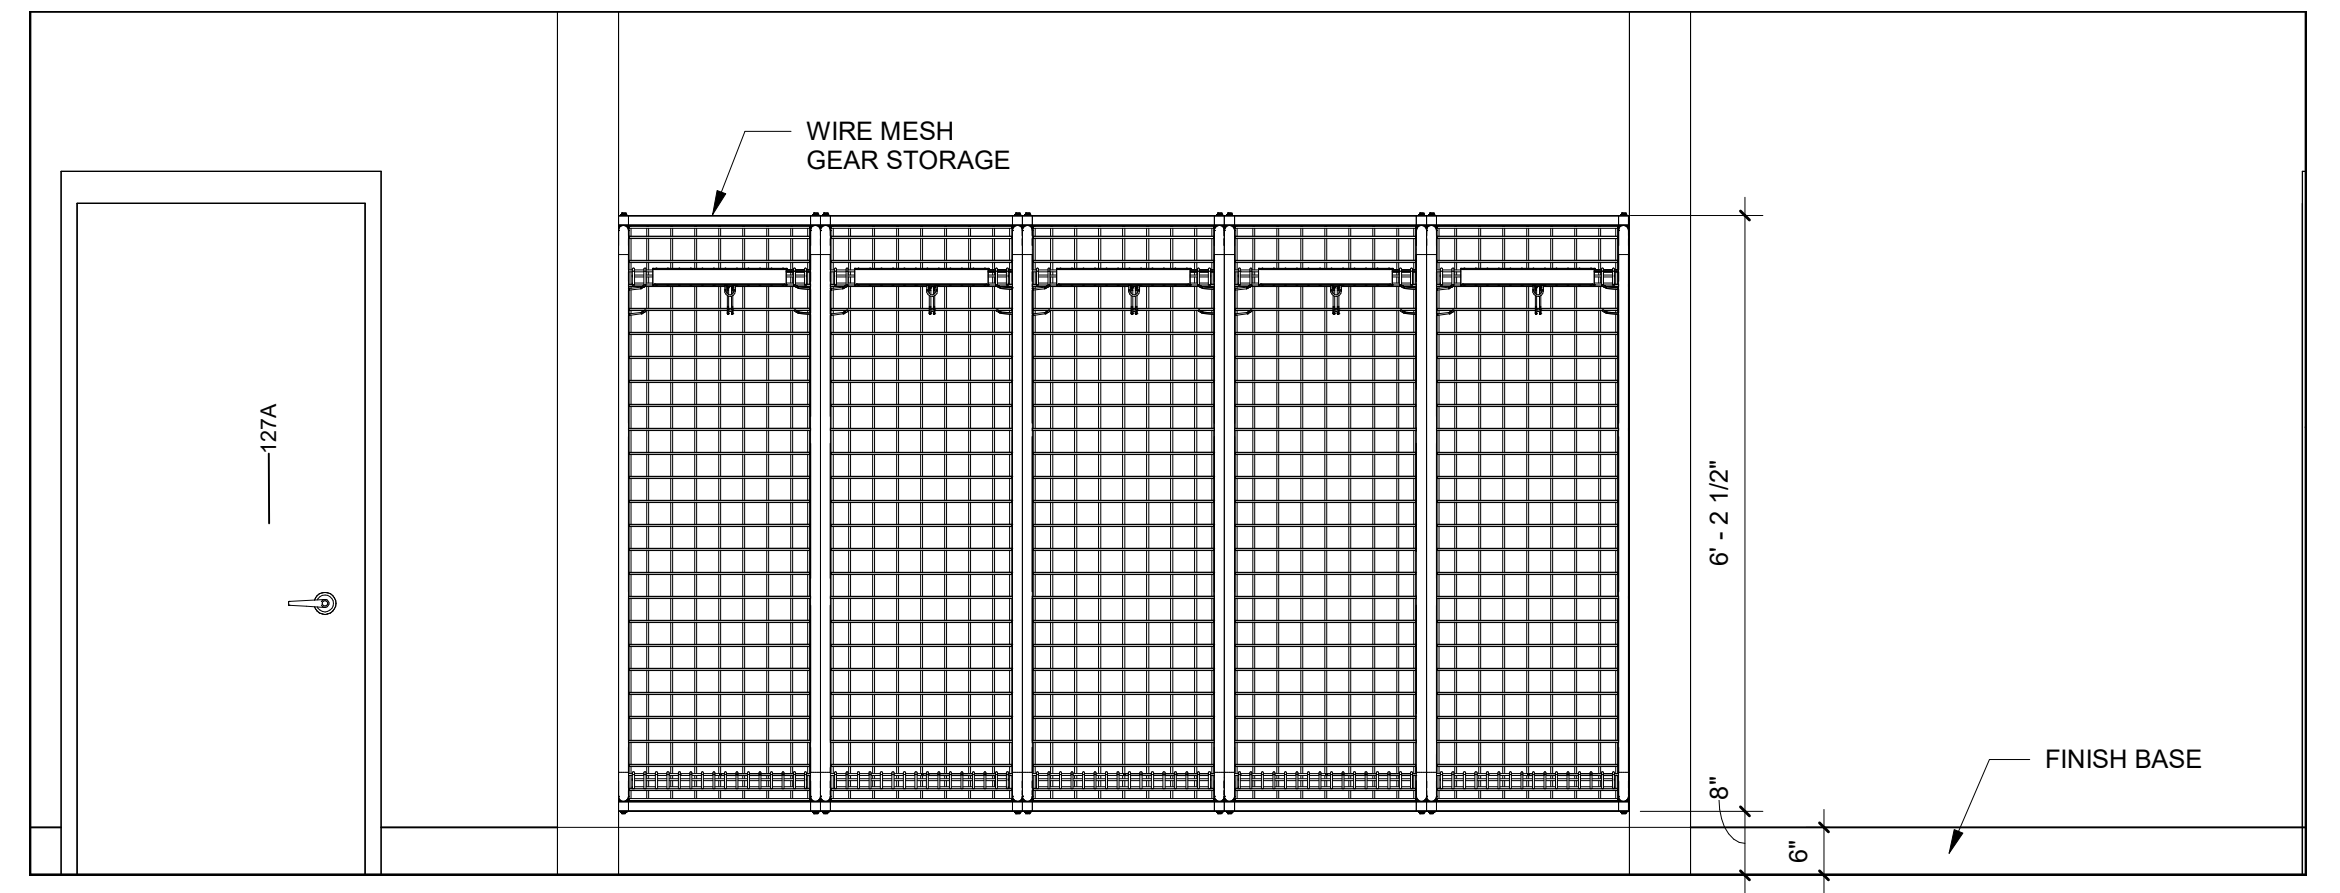 WIRE MESH
GEAR STORAGE
127A
6' - 2 1/2"
8"
6"
FINISH BASE